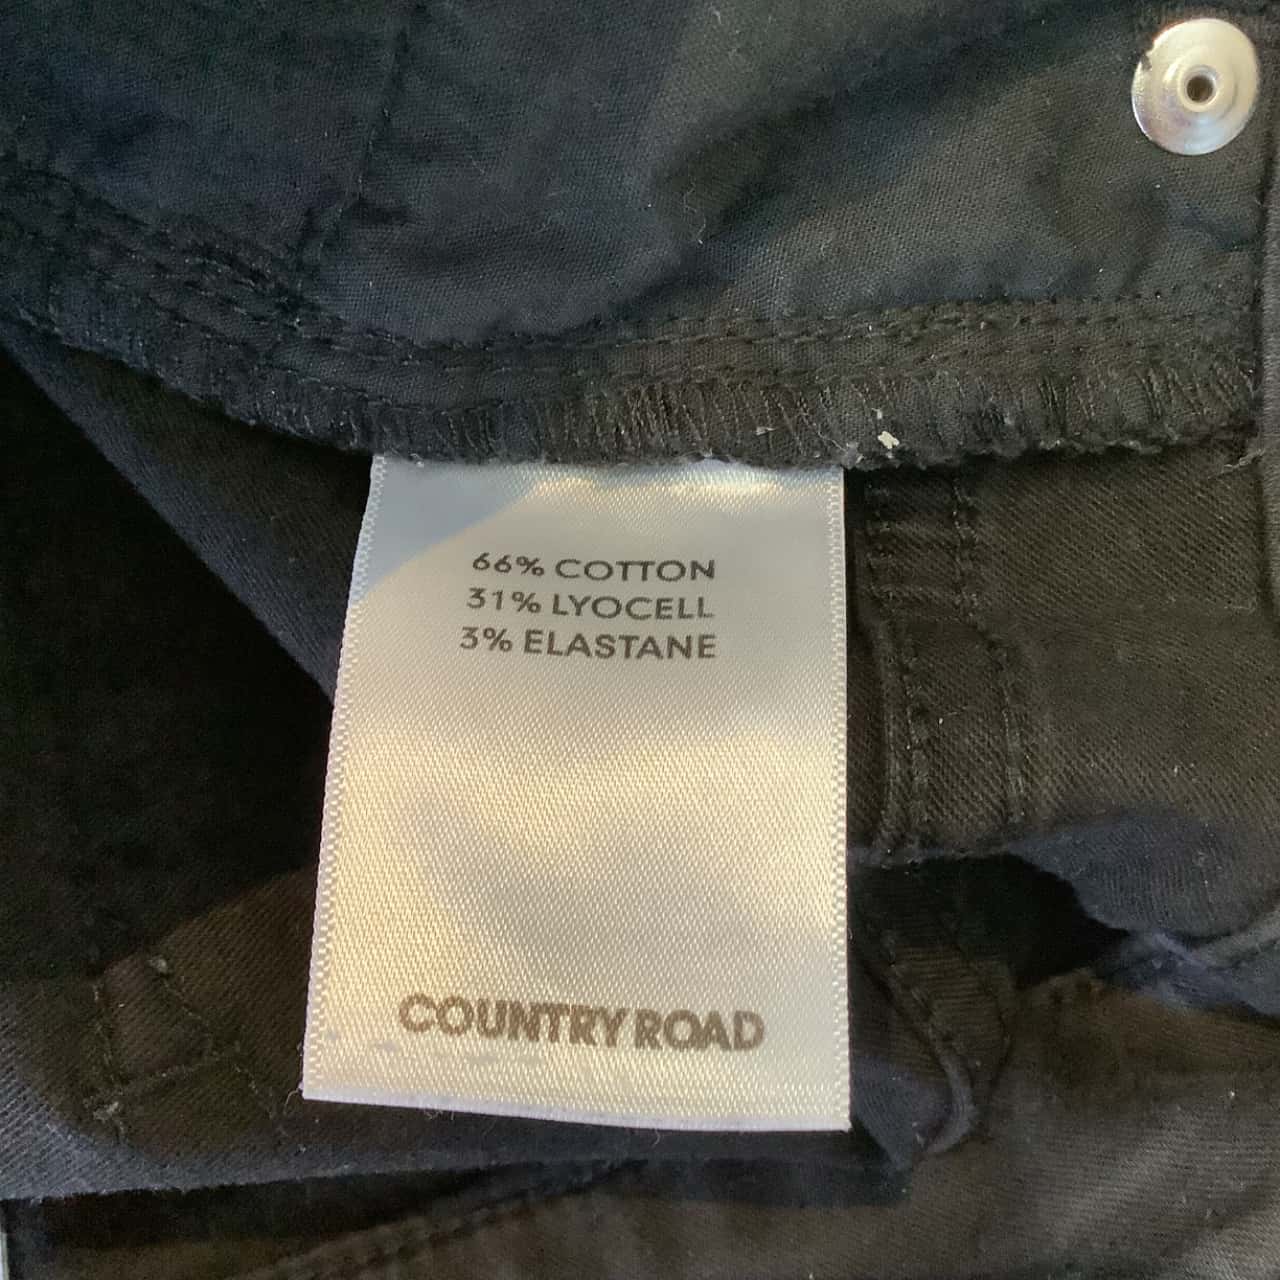 66% COTTON
31% LYOCELL
3% ELASTANE
COUNTRY ROAD